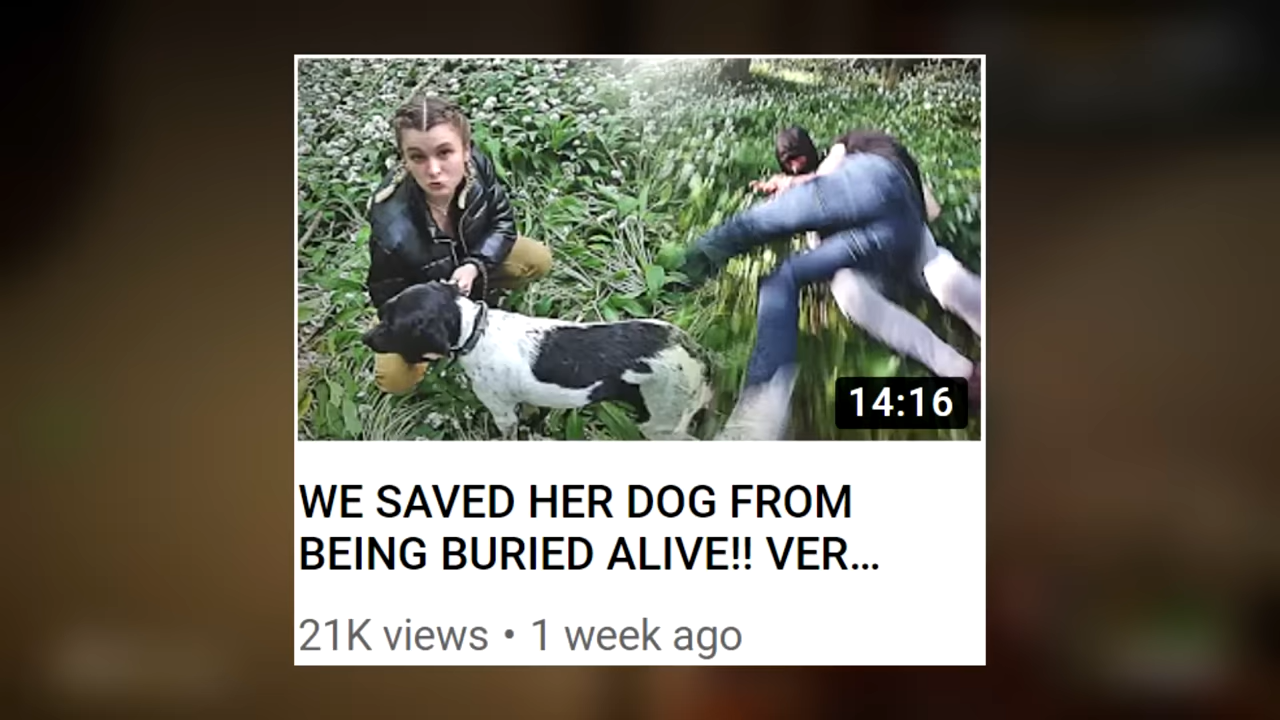 14:16
WE SAVED HER DOG FROM
BEING BURIED ALIVE!! VER...
21K views • 1 week ago